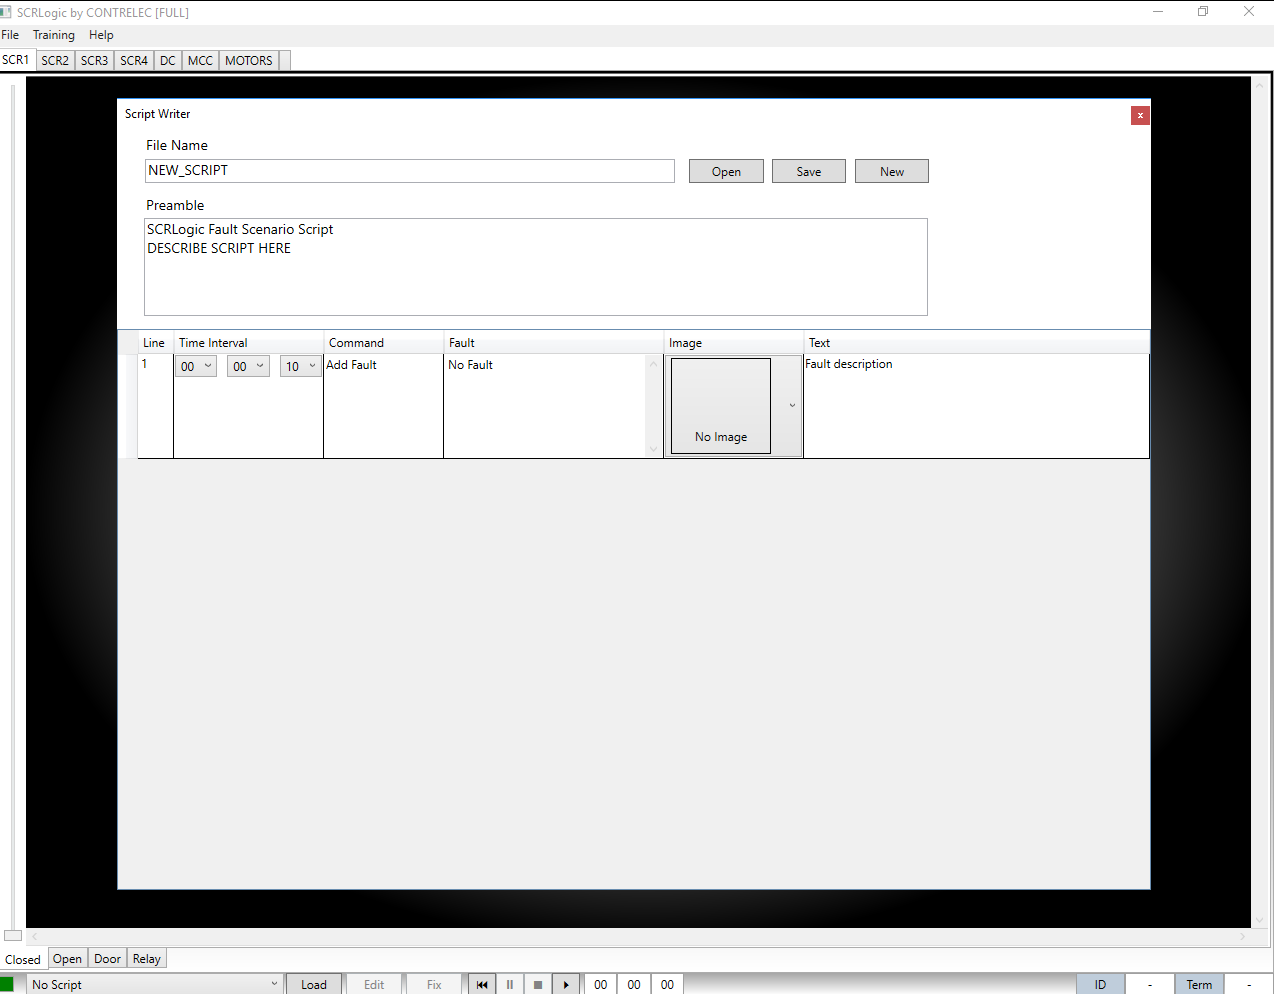 SCRLogic by CONTRELEC [FULL]
File Training Help
SCR1 SCR2 SCR3 SCR4 DC MCC MOTORS
Script Writer
x
File Name
NEW_SCRIPT Open Save New
Preamble
SCRLogic Fault Scenario Script
DESCRIBE SCRIPT HERE
Line Time Interval Command Fault Image Text
1 00 00 10 Add Fault No Fault Fault description
No Image
Closed Open Door Relay
No Script Load Edit Fix 00 00 00 ID - Term -